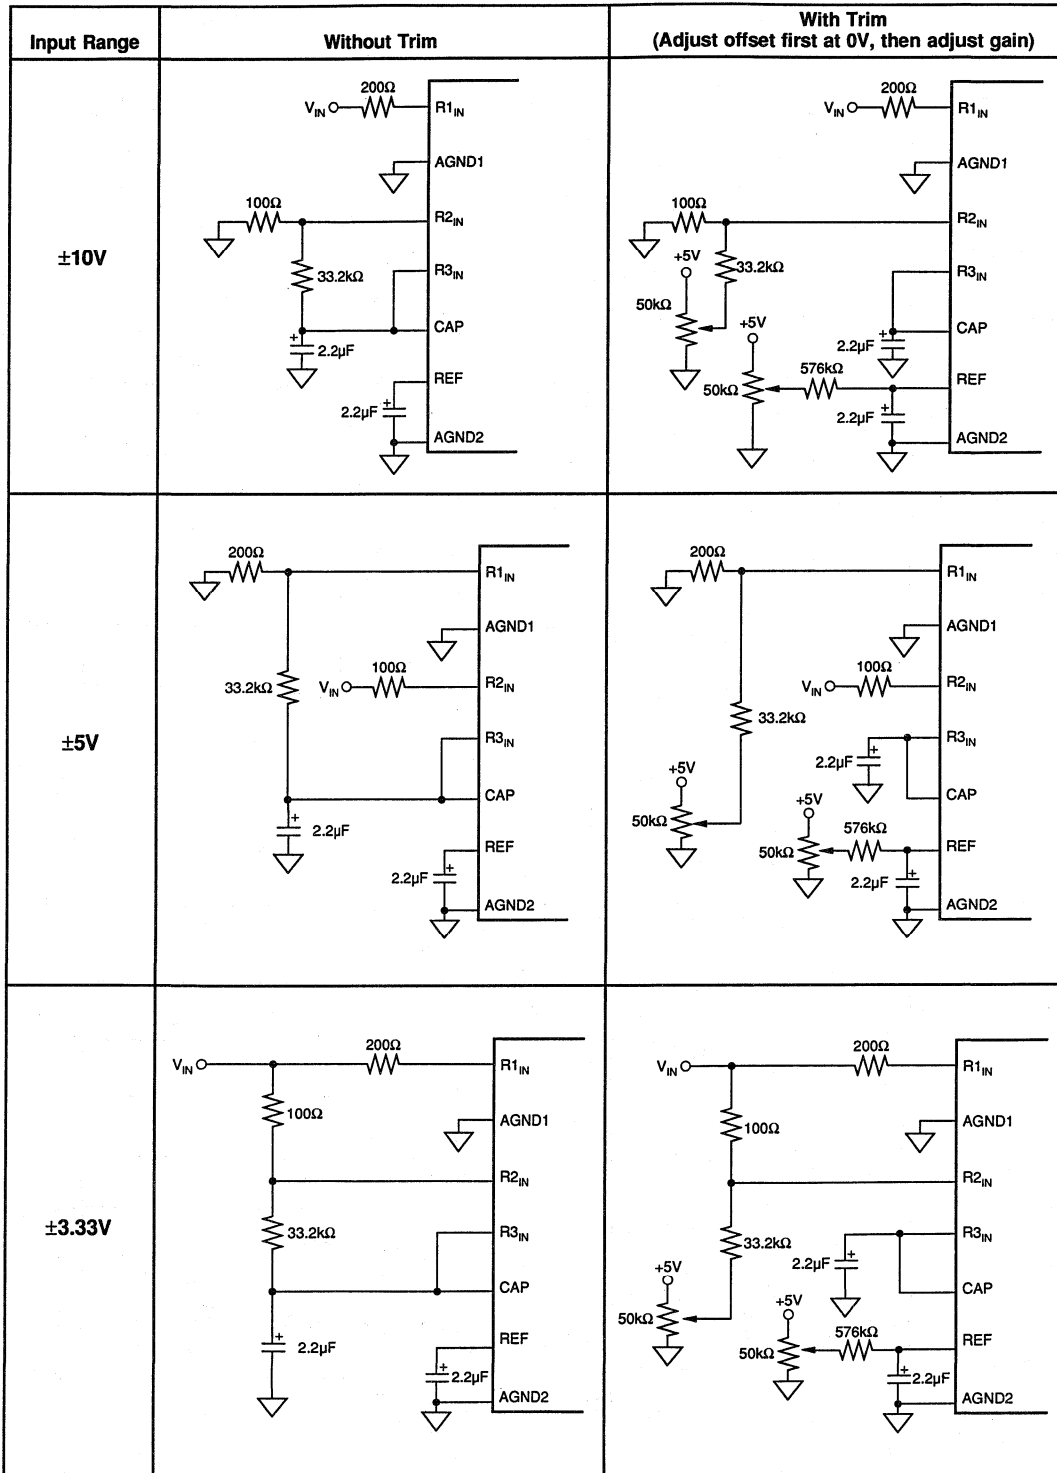 Input Range
Without Trim
With Trim
(Adjust offset first at 0V, then adjust gain)
±10V
200Ω
V_IN
R1_IN
AGND1
100Ω
R2_IN
33.2kΩ
R3_IN
CAP
2.2µF
REF
2.2µF
AGND2
200Ω
V_IN
R1_IN
AGND1
100Ω
R2_IN
+5V
33.2kΩ
R3_IN
50kΩ
+5V
CAP
2.2µF
576kΩ
REF
50kΩ
2.2µF
AGND2
±5V
200Ω
R1_IN
AGND1
100Ω
33.2kΩ
V_IN
R2_IN
R3_IN
CAP
2.2µF
REF
2.2µF
AGND2
200Ω
R1_IN
AGND1
100Ω
V_IN
R2_IN
33.2kΩ
R3_IN
2.2µF
+5V
CAP
+5V
50kΩ
576kΩ
REF
50kΩ
2.2µF
AGND2
±3.33V
200Ω
V_IN
R1_IN
100Ω
AGND1
R2_IN
33.2kΩ
R3_IN
CAP
2.2µF
REF
2.2µF
AGND2
200Ω
V_IN
R1_IN
100Ω
AGND1
R2_IN
33.2kΩ
R3_IN
2.2µF
+5V
CAP
+5V
50kΩ
576kΩ
REF
50kΩ
2.2µF
AGND2